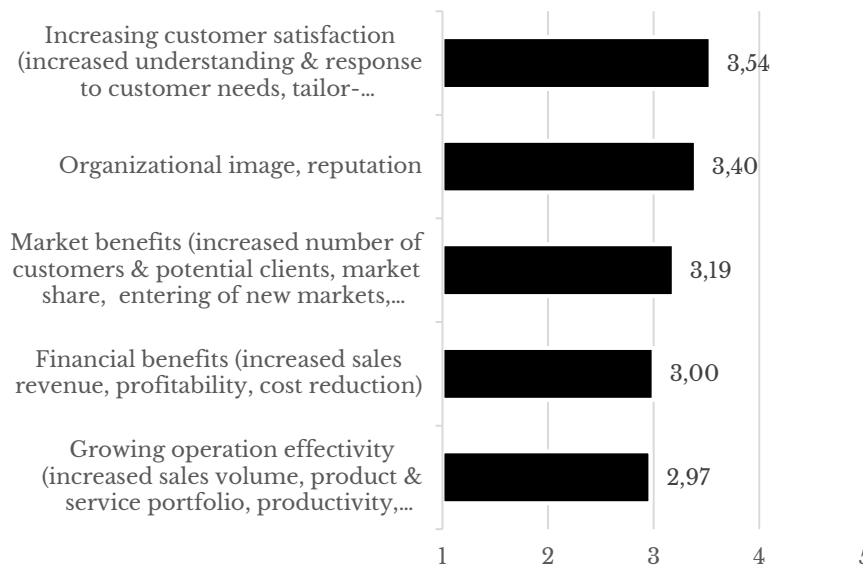 Increasing customer satisfaction
(increased understanding & response
to customer needs, tailor-…
3,54
Organizational image, reputation
3,40
Market benefits (increased number of
customers & potential clients, market
share, entering of new markets,…
3,19
Financial benefits (increased sales
revenue, profitability, cost reduction)
3,00
Growing operation effectivity
(increased sales volume, product &
service portfolio, productivity,…
2,97
1 2 3 4 5